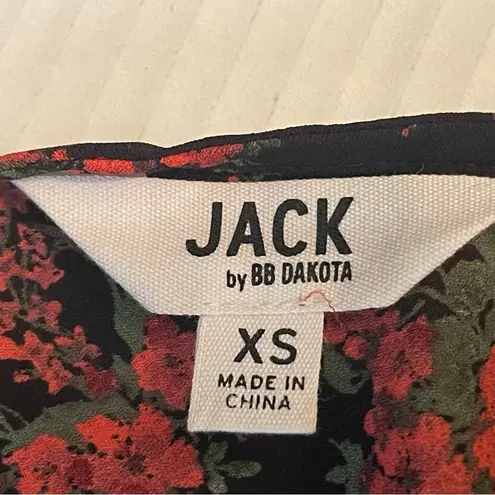 JACK
by BB DAKOTA
XS
MADE IN
CHINA